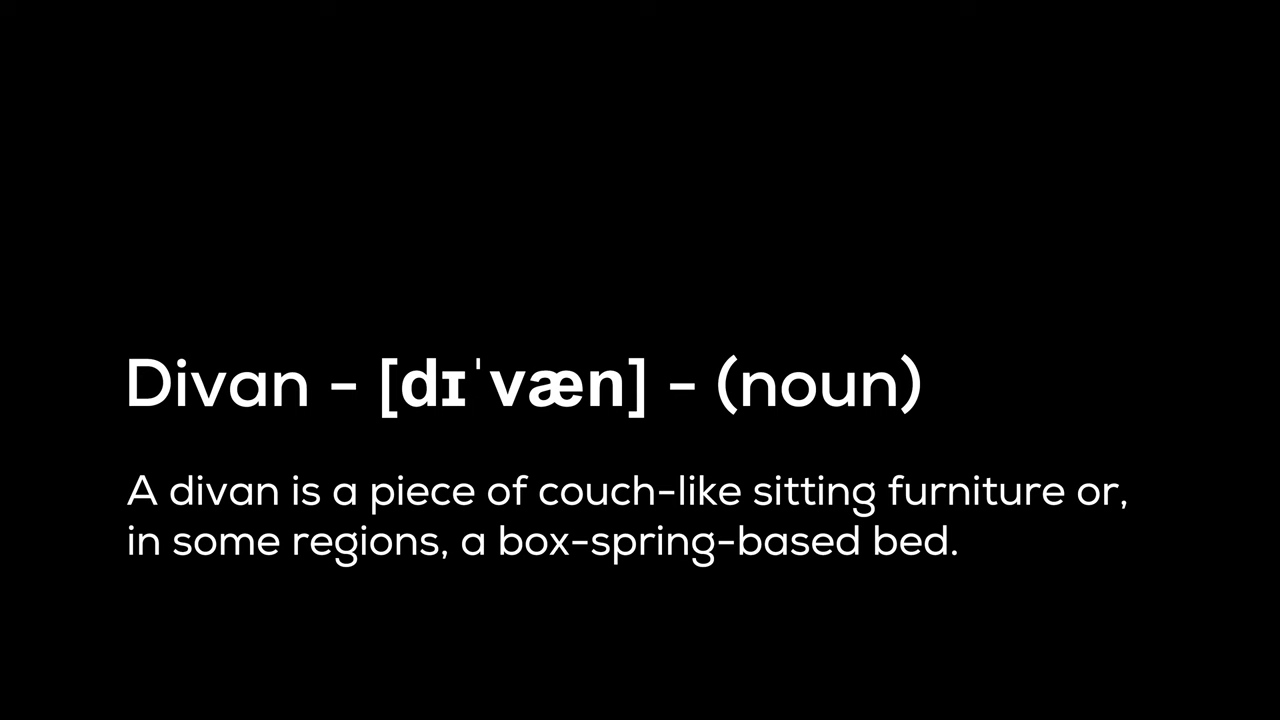 Divan - [dɪˈvæn] - (noun)
A divan is a piece of couch-like sitting furniture or,
in some regions, a box-spring-based bed.